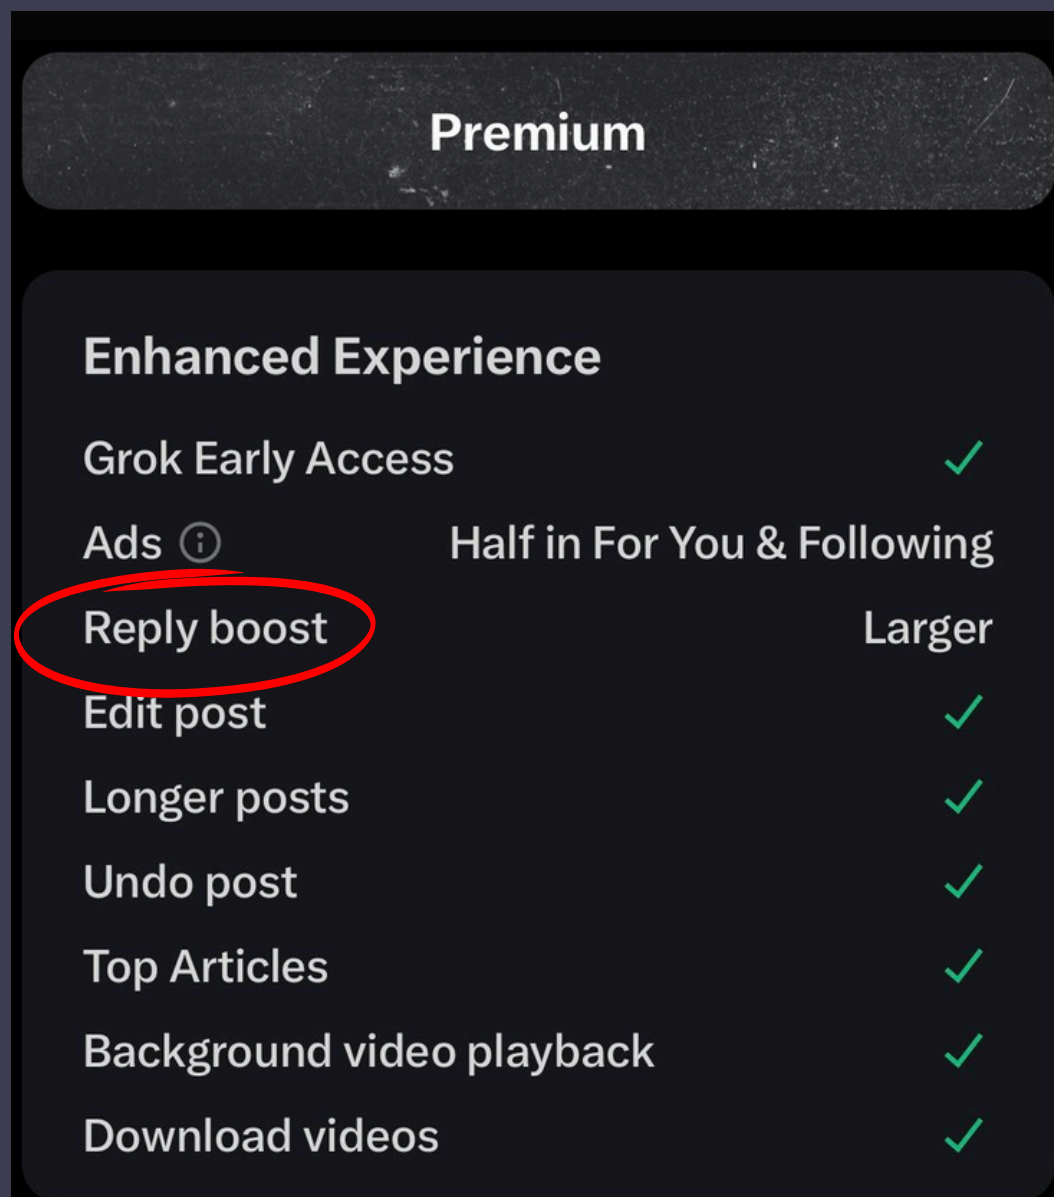 Premium
Enhanced Experience
Grok Early Access
Ads Half in For You & Following
Reply boost Larger
Edit post
Longer posts
Undo post
Top Articles
Background video playback
Download videos